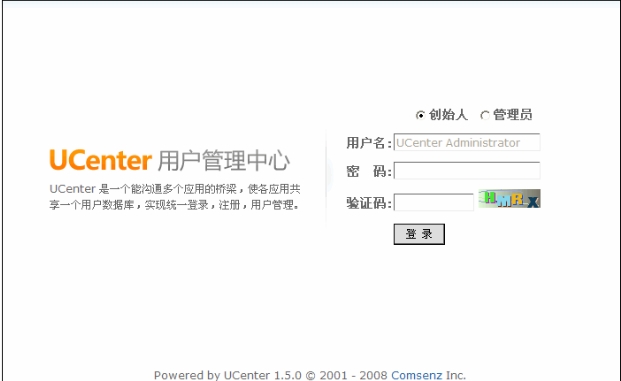 创始人 管理员
UCenter 用户管理中心
用户名: UCenter Administrator
密 码:
UCenter 是一个能沟通多个应用的桥梁，使各应用共
享一个用户数据库，实现统一登录，注册，用户管理。
验证码: HMRX
登 录
Powered by UCenter 1.5.0 © 2001 - 2008 Comsenz Inc.